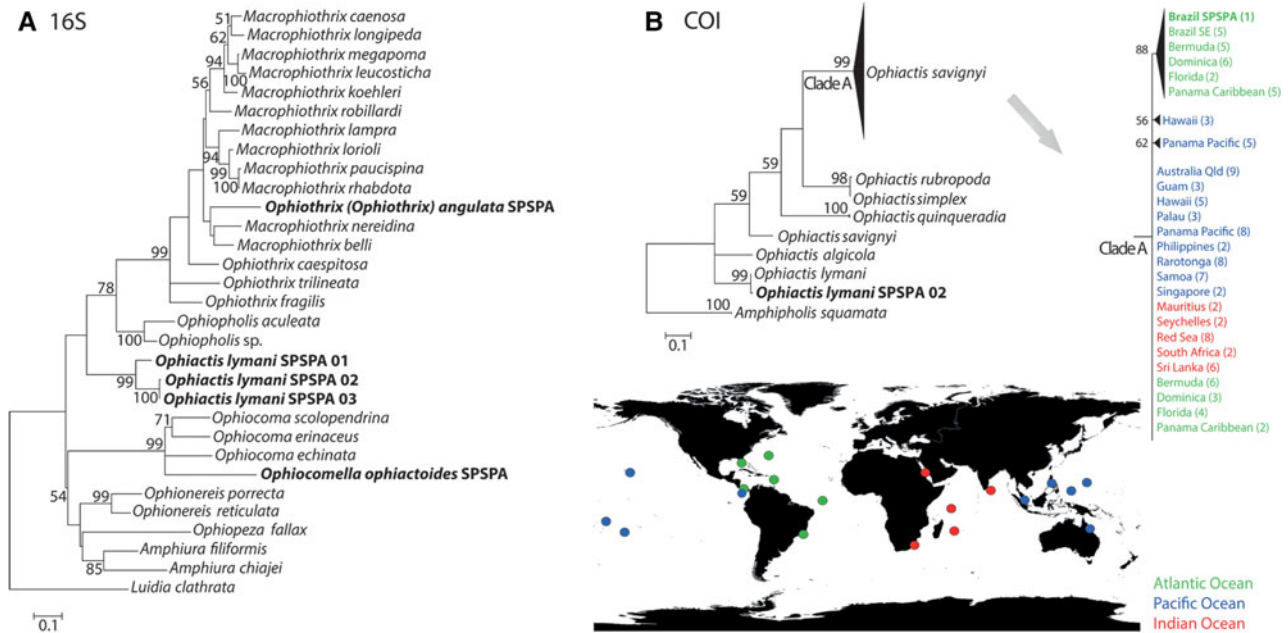 A 16S
51
Macrophiothrix caenosa
Macrophiothrix longipeda
62
Macrophiothrix megapoma
94
Macrophiothrix leucosticha
100
56
Macrophiothrix koehleri
Macrophiothrix robillardi
Macrophiothrix lampra
94
Macrophiothrix lorioli
99
Macrophiothrix paucispina
100
Macrophiothrix rhabdota
Ophiothrix (Ophiothrix) angulata SPSPA
Macrophiothrix nereidina
99
Macrophiothrix belli
Ophiothrix caespitosa
78
Ophiothrix trilineata
Ophiothrix fragilis
Ophiopholis aculeata
100
Ophiopholis sp.
Ophiactis lymani SPSPA 01
99
Ophiactis lymani SPSPA 02
100
Ophiactis lymani SPSPA 03
71
Ophiocoma scolopendrina
99
Ophiocoma erinaceus
Ophiocoma echinata
Ophiocomella ophiactoides SPSPA
54
99
Ophionereis porrecta
Ophionereis reticulata
Ophiopeza fallax
Amphiura filiformis
85
Amphiura chiajei
Luidia clathrata
0.1
B COI
99
Clade A
Ophiactis savignyi
59
98
Ophiactis rubropoda
Ophiactis simplex
59
100
Ophiactis quinqueradia
Ophiactis savignyi
Ophiactis algicola
99
Ophiactis lymani
Ophiactis lymani SPSPA 02
100
Amphipholis squamata
0.1
88
Brazil SPSPA (1)
Brazil SE (5)
Bermuda (5)
Dominica (6)
Florida (2)
Panama Caribbean (5)
56
Hawaii (3)
62
Panama Pacific (5)
Australia Qld (9)
Guam (3)
Hawaii (5)
Palau (3)
Panama Pacific (8)
Philippines (2)
Rarotonga (8)
Clade A
Samoa (7)
Singapore (2)
Mauritius (2)
Seychelles (2)
Red Sea (8)
South Africa (2)
Sri Lanka (6)
Bermuda (6)
Dominica (3)
Florida (4)
Panama Caribbean (2)
Atlantic Ocean
Pacific Ocean
Indian Ocean